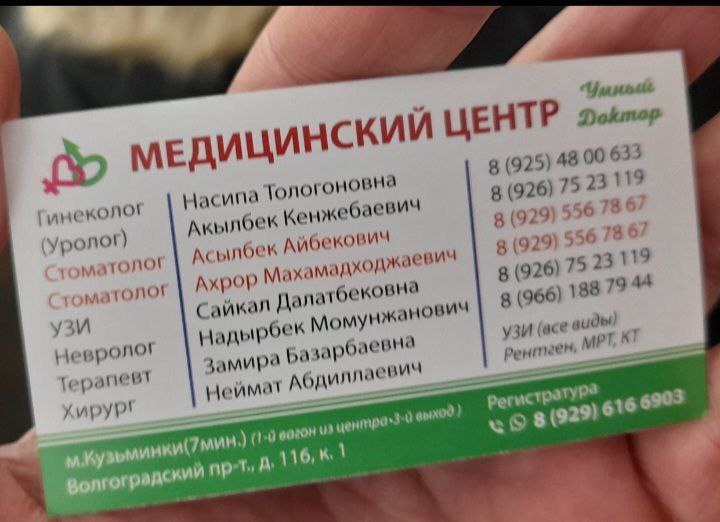 Умный
Доктор
МЕДИЦИНСКИЙ ЦЕНТР
Гинеколог Насипа Тологоновна 8 (925) 48 00 633
(Уролог) Акылбек Кенжебаевич 8 (926) 75 23 119
Стоматолог Асылбек Айбекович 8 (929) 556 78 67
Стоматолог Ахрор Махамадходжаевич 8 (929) 556 78 67
УЗИ Сайкал Далатбековна 8 (926) 75 23 119
Невролог Надырбек Момунжанович 8 (966) 188 79 44
Терапевт Замира Базарбаевна УЗИ (все виды)
Хирург Неймат Абдиллаевич Рентген, МРТ, КТ
м.Кузьминки(7мин.) (1-й вагон из центра-3-й выход) Регистратура
Волгоградский пр-т., д. 116, к. 1 8 (929) 616 6903